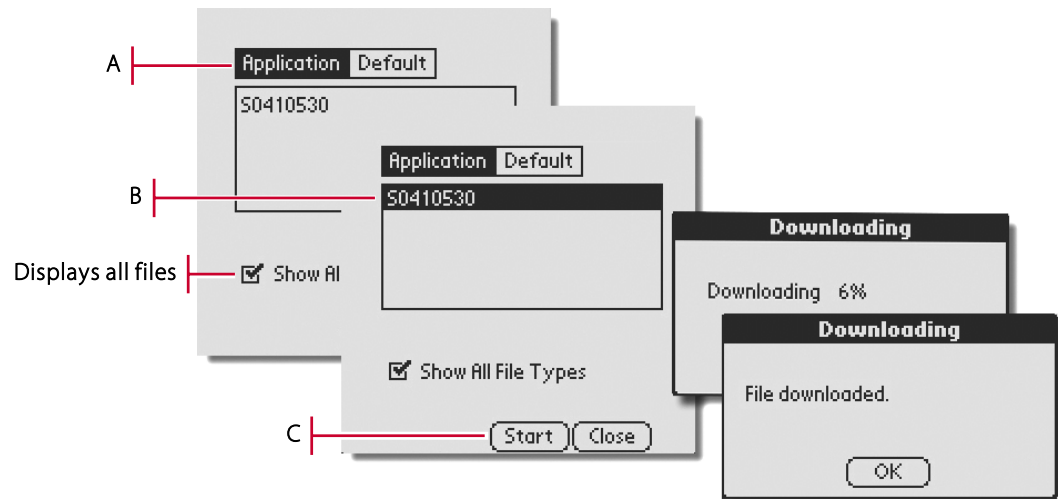 A
Application Default
S0410530
B
Displays all files
Show Al
Application Default
S0410530
Show All File Types
C
Start Close
Downloading
Downloading 6%
Downloading
File downloaded.
OK